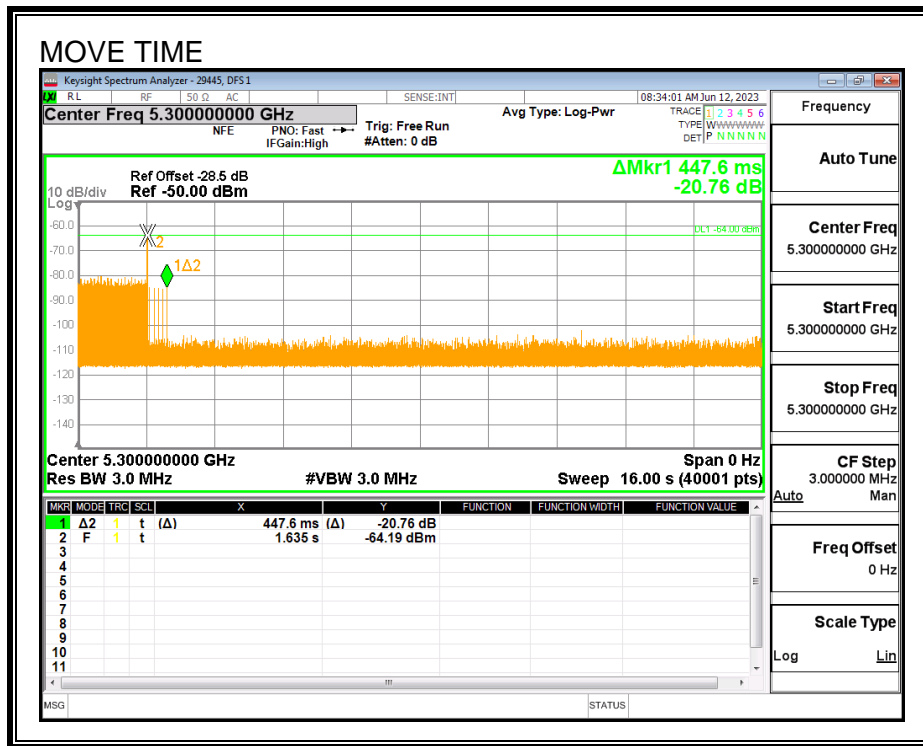 MOVE TIME
Keysight Spectrum Analyzer - 29445, DFS 1
LXI RL RF 50 Ω AC SENSE:INT 08:34:01 AM Jun 12, 2023
Center Freq 5.300000000 GHz Avg Type: Log-Pwr TRACE 1 2 3 4 5 6
NFE PNO: Fast Trig: Free Run TYPE WWWWWW
IFGain:High #Atten: 0 dB DET P N N N N N
ΔMkr1 447.6 ms
-20.76 dB
Ref Offset -28.5 dB
10 dB/div Ref -50.00 dBm
Log
-60.0
DL1 -64.00 dBm
2
-70.0
1Δ2
-80.0
-90.0
-100
-110
-120
-130
-140
Center 5.300000000 GHz Span 0 Hz
Res BW 3.0 MHz #VBW 3.0 MHz Sweep 16.00 s (40001 pts)
MKR MODE TRC SCL X Y FUNCTION FUNCTION WIDTH FUNCTION VALUE
1 Δ2 1 t (Δ) 447.6 ms (Δ) -20.76 dB
2 F 1 t 1.635 s -64.19 dBm
3
4
5
6
7
8
9
10
11
MSG STATUS
Frequency
Auto Tune
Center Freq
5.300000000 GHz
Start Freq
5.300000000 GHz
Stop Freq
5.300000000 GHz
CF Step
3.000000 MHz
Auto Man
Freq Offset
0 Hz
Scale Type
Log Lin